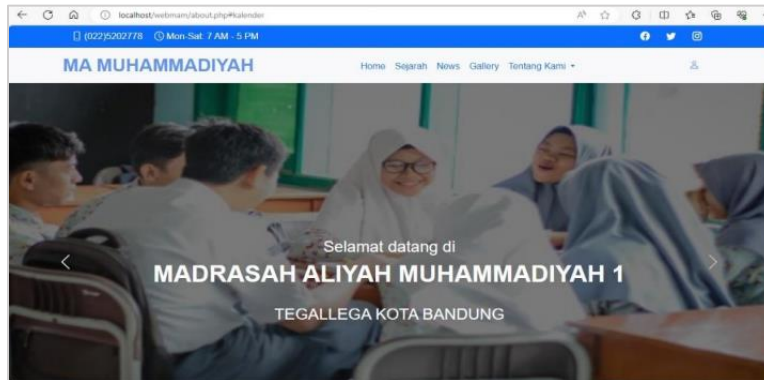 localhost/webmam/about.php#kalender
(022)5202778 Mon-Sat: 7 AM - 5 PM
MA MUHAMMADIYAH
Home Sejarah News Gallery Tentang Kami
Selamat datang di
MADRASAH ALIYAH MUHAMMADIYAH 1
TEGALLEGA KOTA BANDUNG